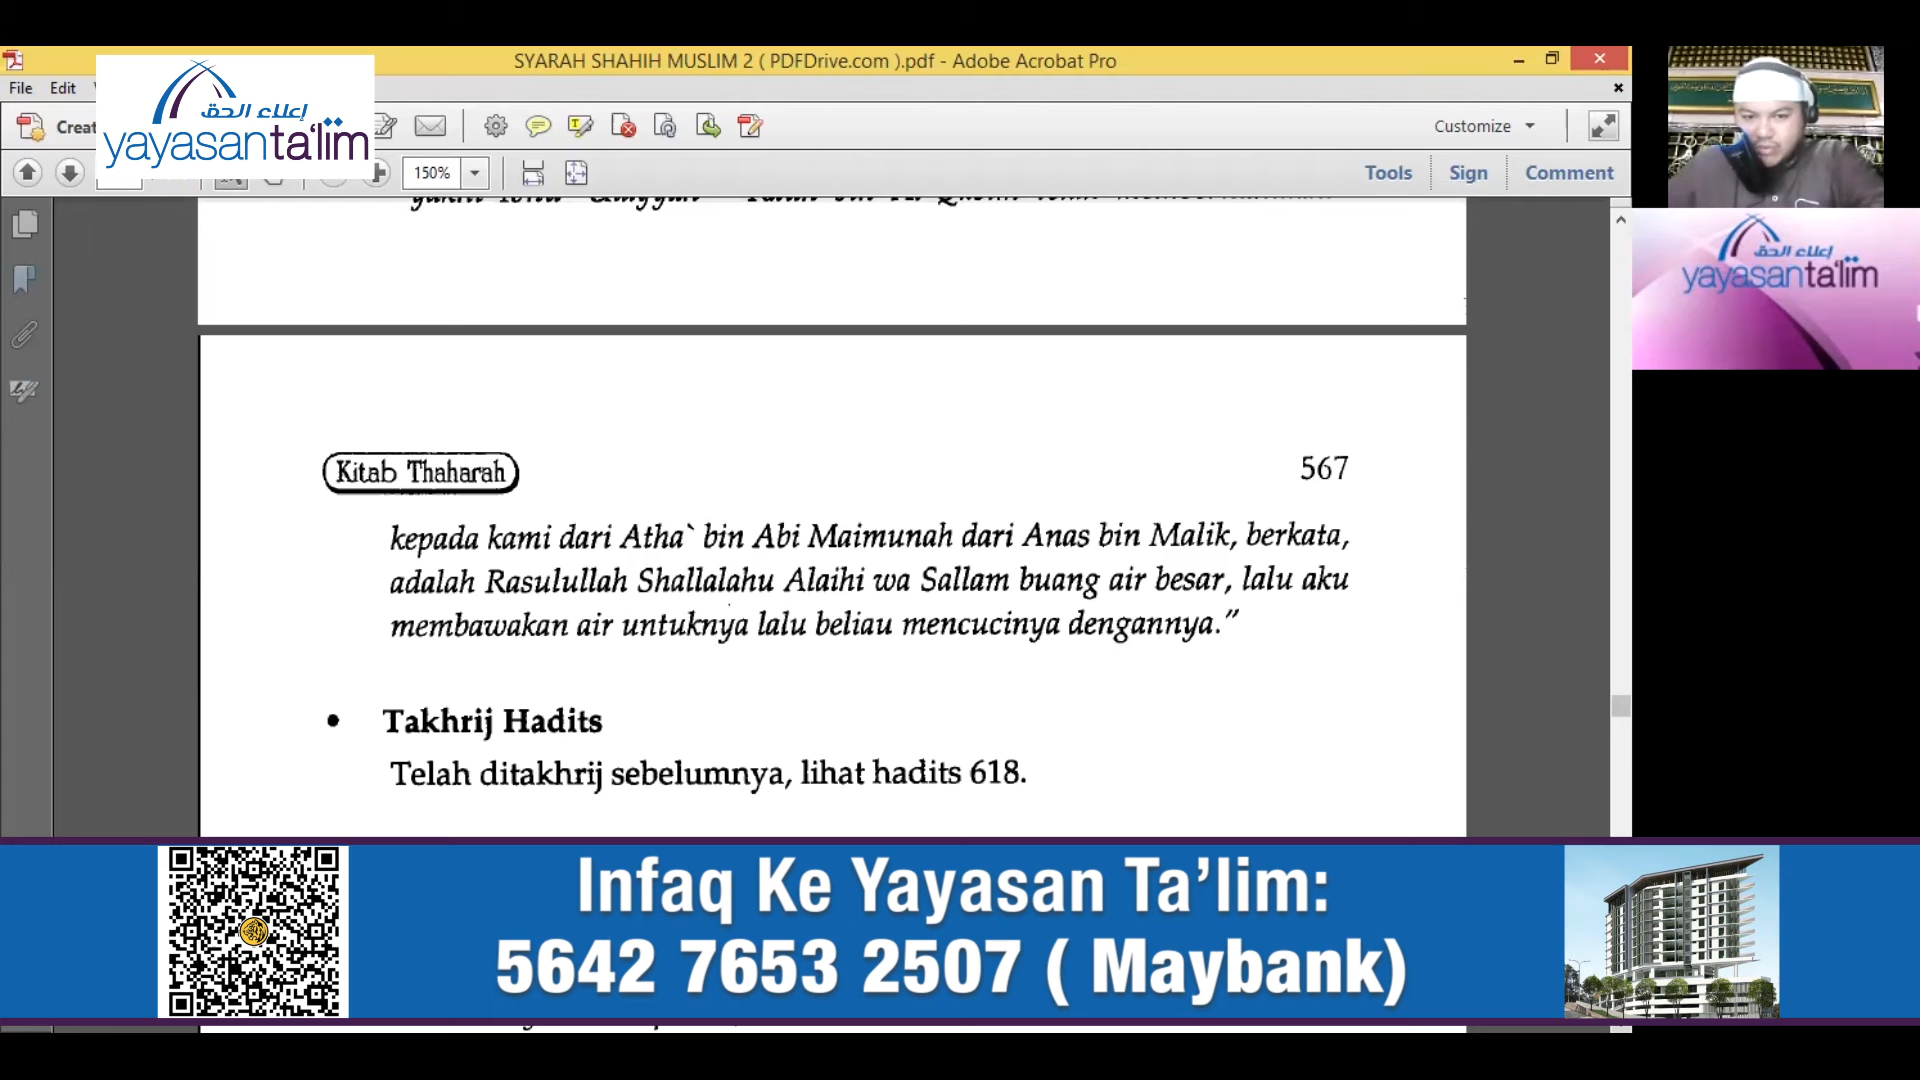 SYARAH SHAHIH MUSLIM 2 ( PDFDrive.com ).pdf - Adobe Acrobat Pro
File Edit
إعلاء الحق
yayasanta'lim
Customize
150%
Tools Sign Comment
إعلاء الحق
yayasanta'lim
Kitab Thaharah
567
kepada kami dari Atha` bin Abi Maimunah dari Anas bin Malik, berkata,
adalah Rasulullah Shallalahu Alaihi wa Sallam buang air besar, lalu aku
membawakan air untuknya lalu beliau mencucinya dengannya.”
• Takhrij Hadits
Telah ditakhrij sebelumnya, lihat hadits 618.
Infaq Ke Yayasan Ta’lim:
5642 7653 2507 ( Maybank)